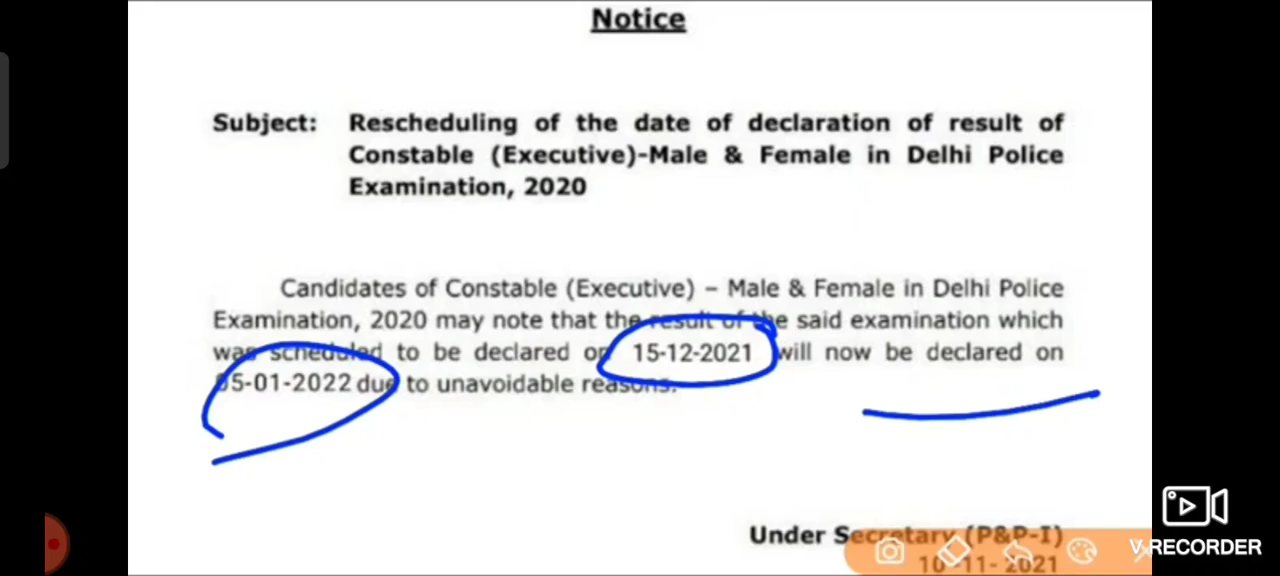 Notice
Subject: Rescheduling of the date of declaration of result of
Constable (Executive)-Male & Female in Delhi Police
Examination, 2020
Candidates of Constable (Executive) – Male & Female in Delhi Police
Examination, 2020 may note that the result of the said examination which
was scheduled to be declared on 15-12-2021 will now be declared on
05-01-2022 due to unavoidable reasons.
Under Secretary (P&P-I)
10-11-2021
V RECORDER